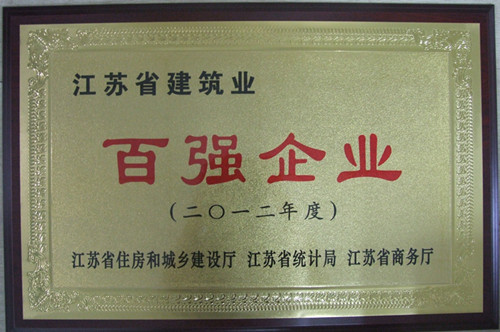 江苏省建筑业
百强企业
(二〇一二年度)
江苏省住房和城乡建设厅 江苏省统计局 江苏省商务厅